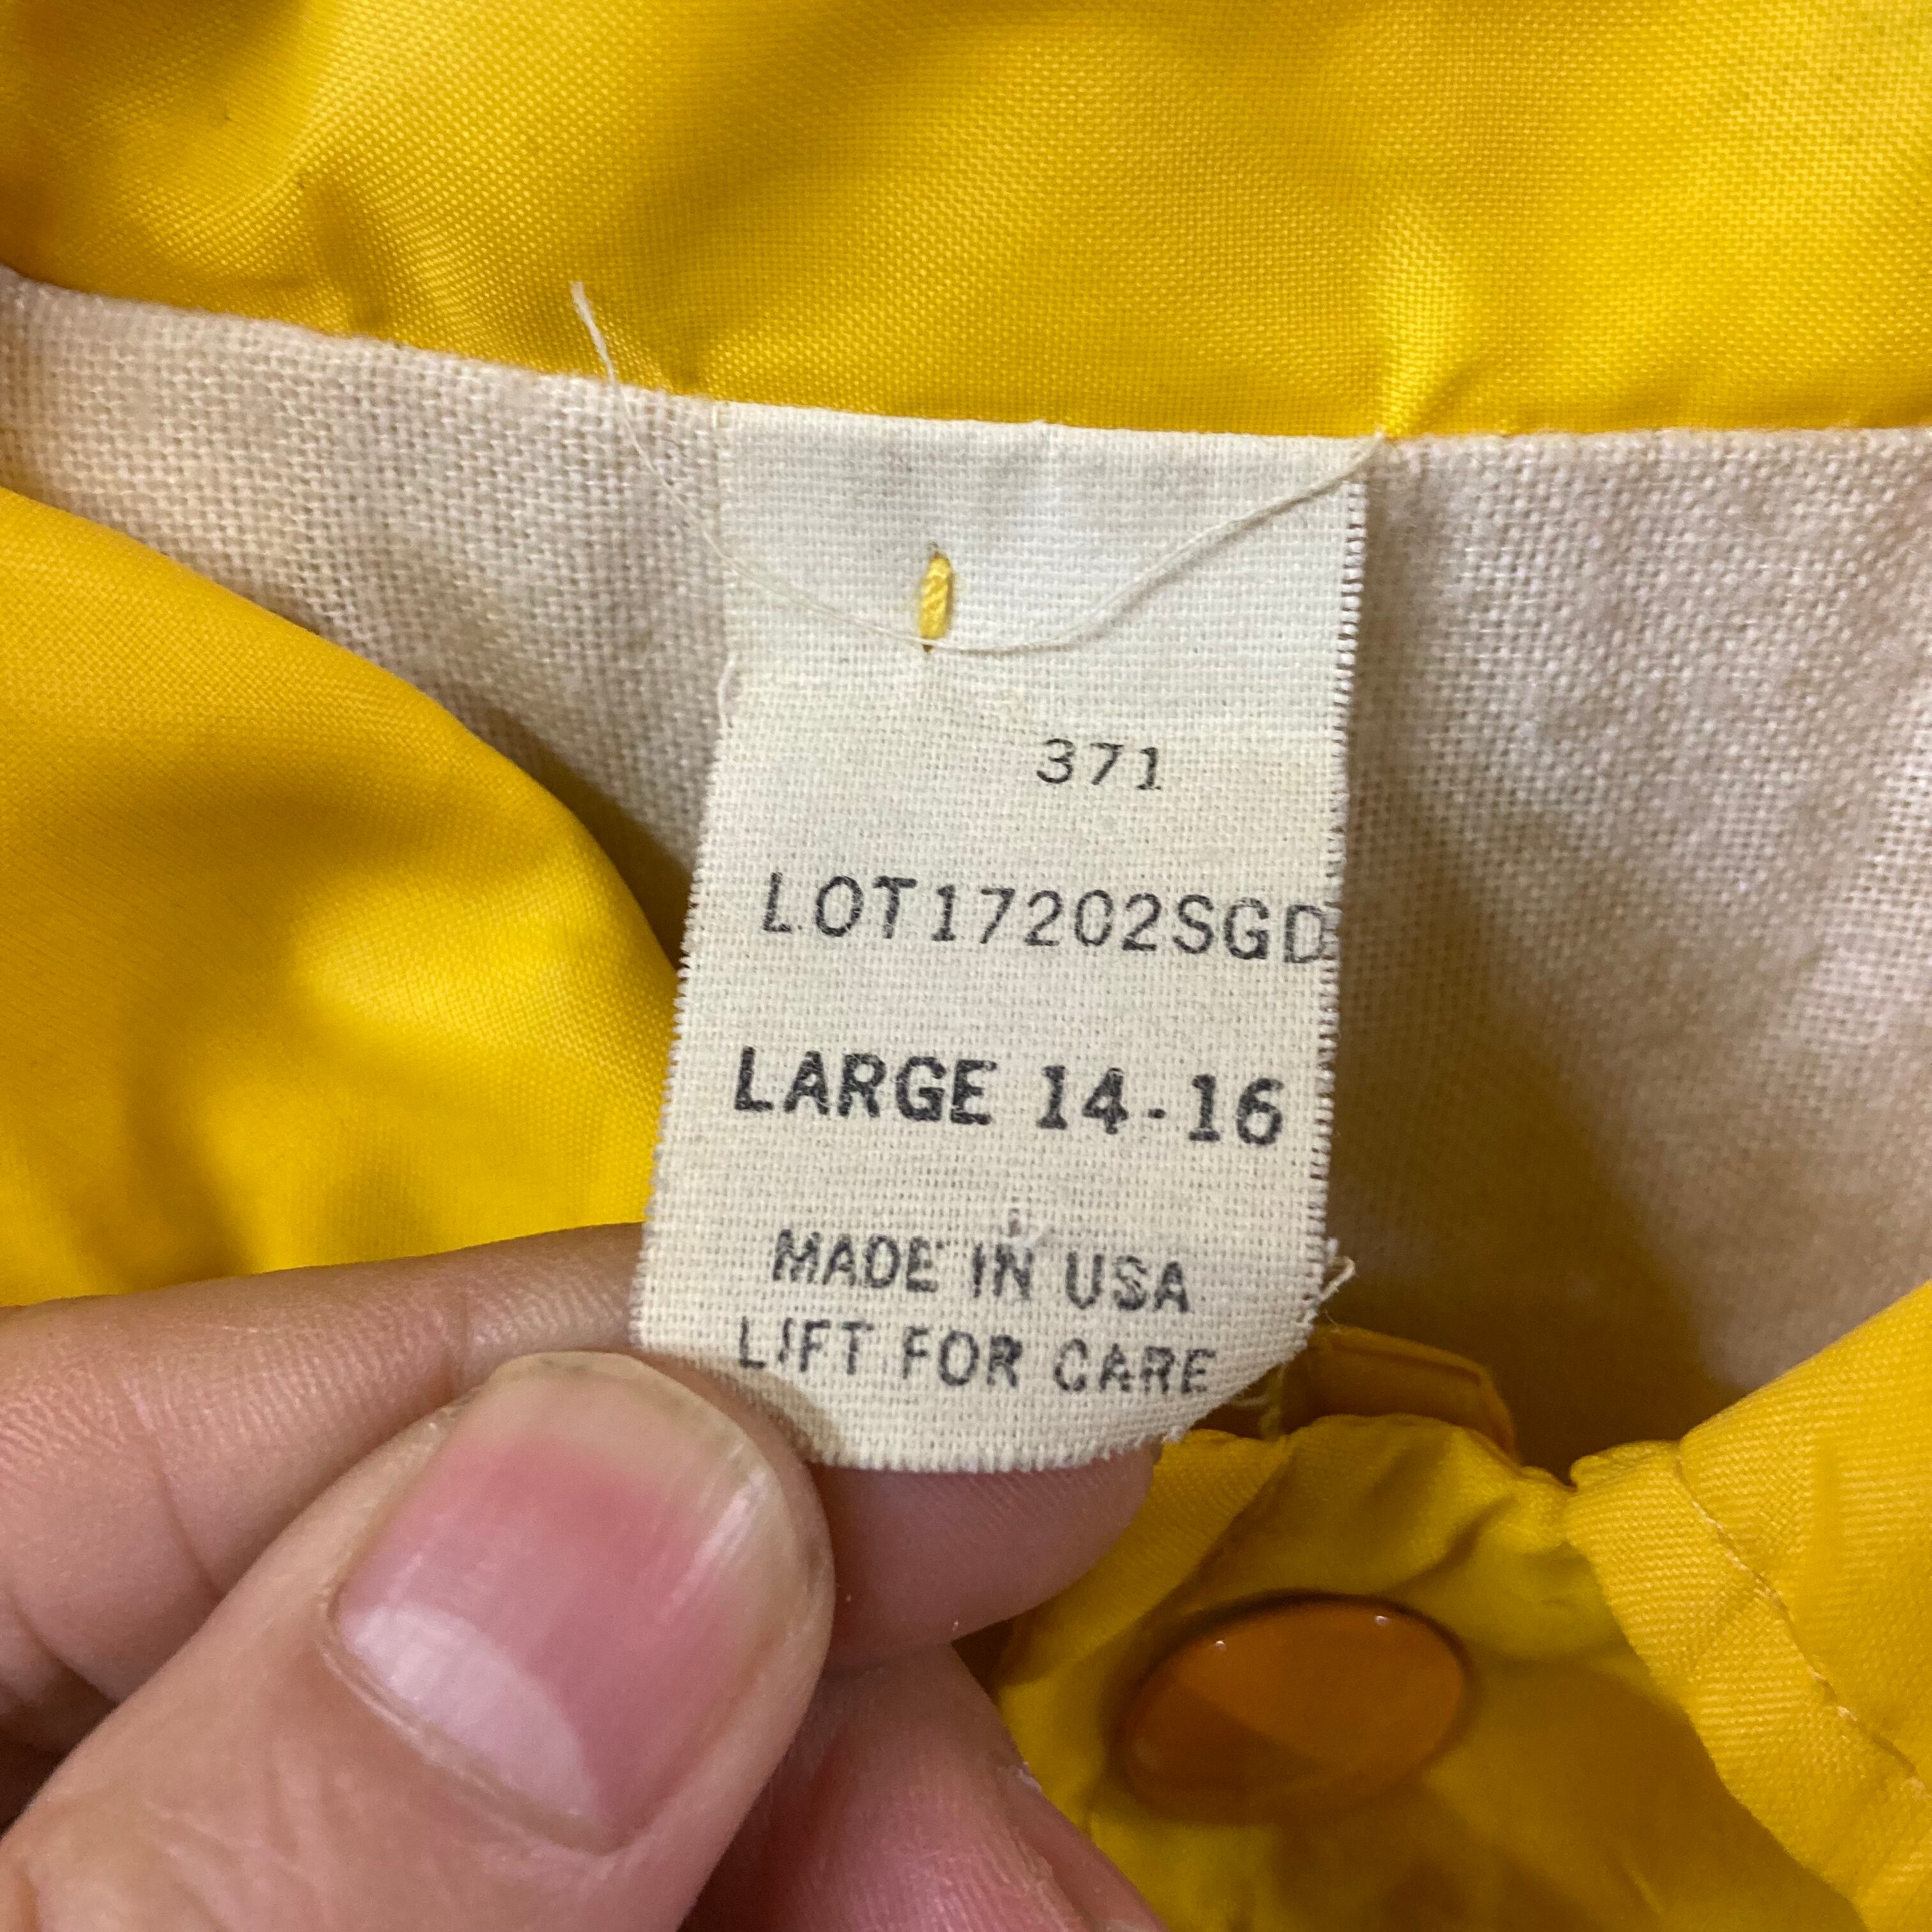 371
LOT17202SGD
LARGE 14-16
MADE IN USA
LIFT FOR CARE